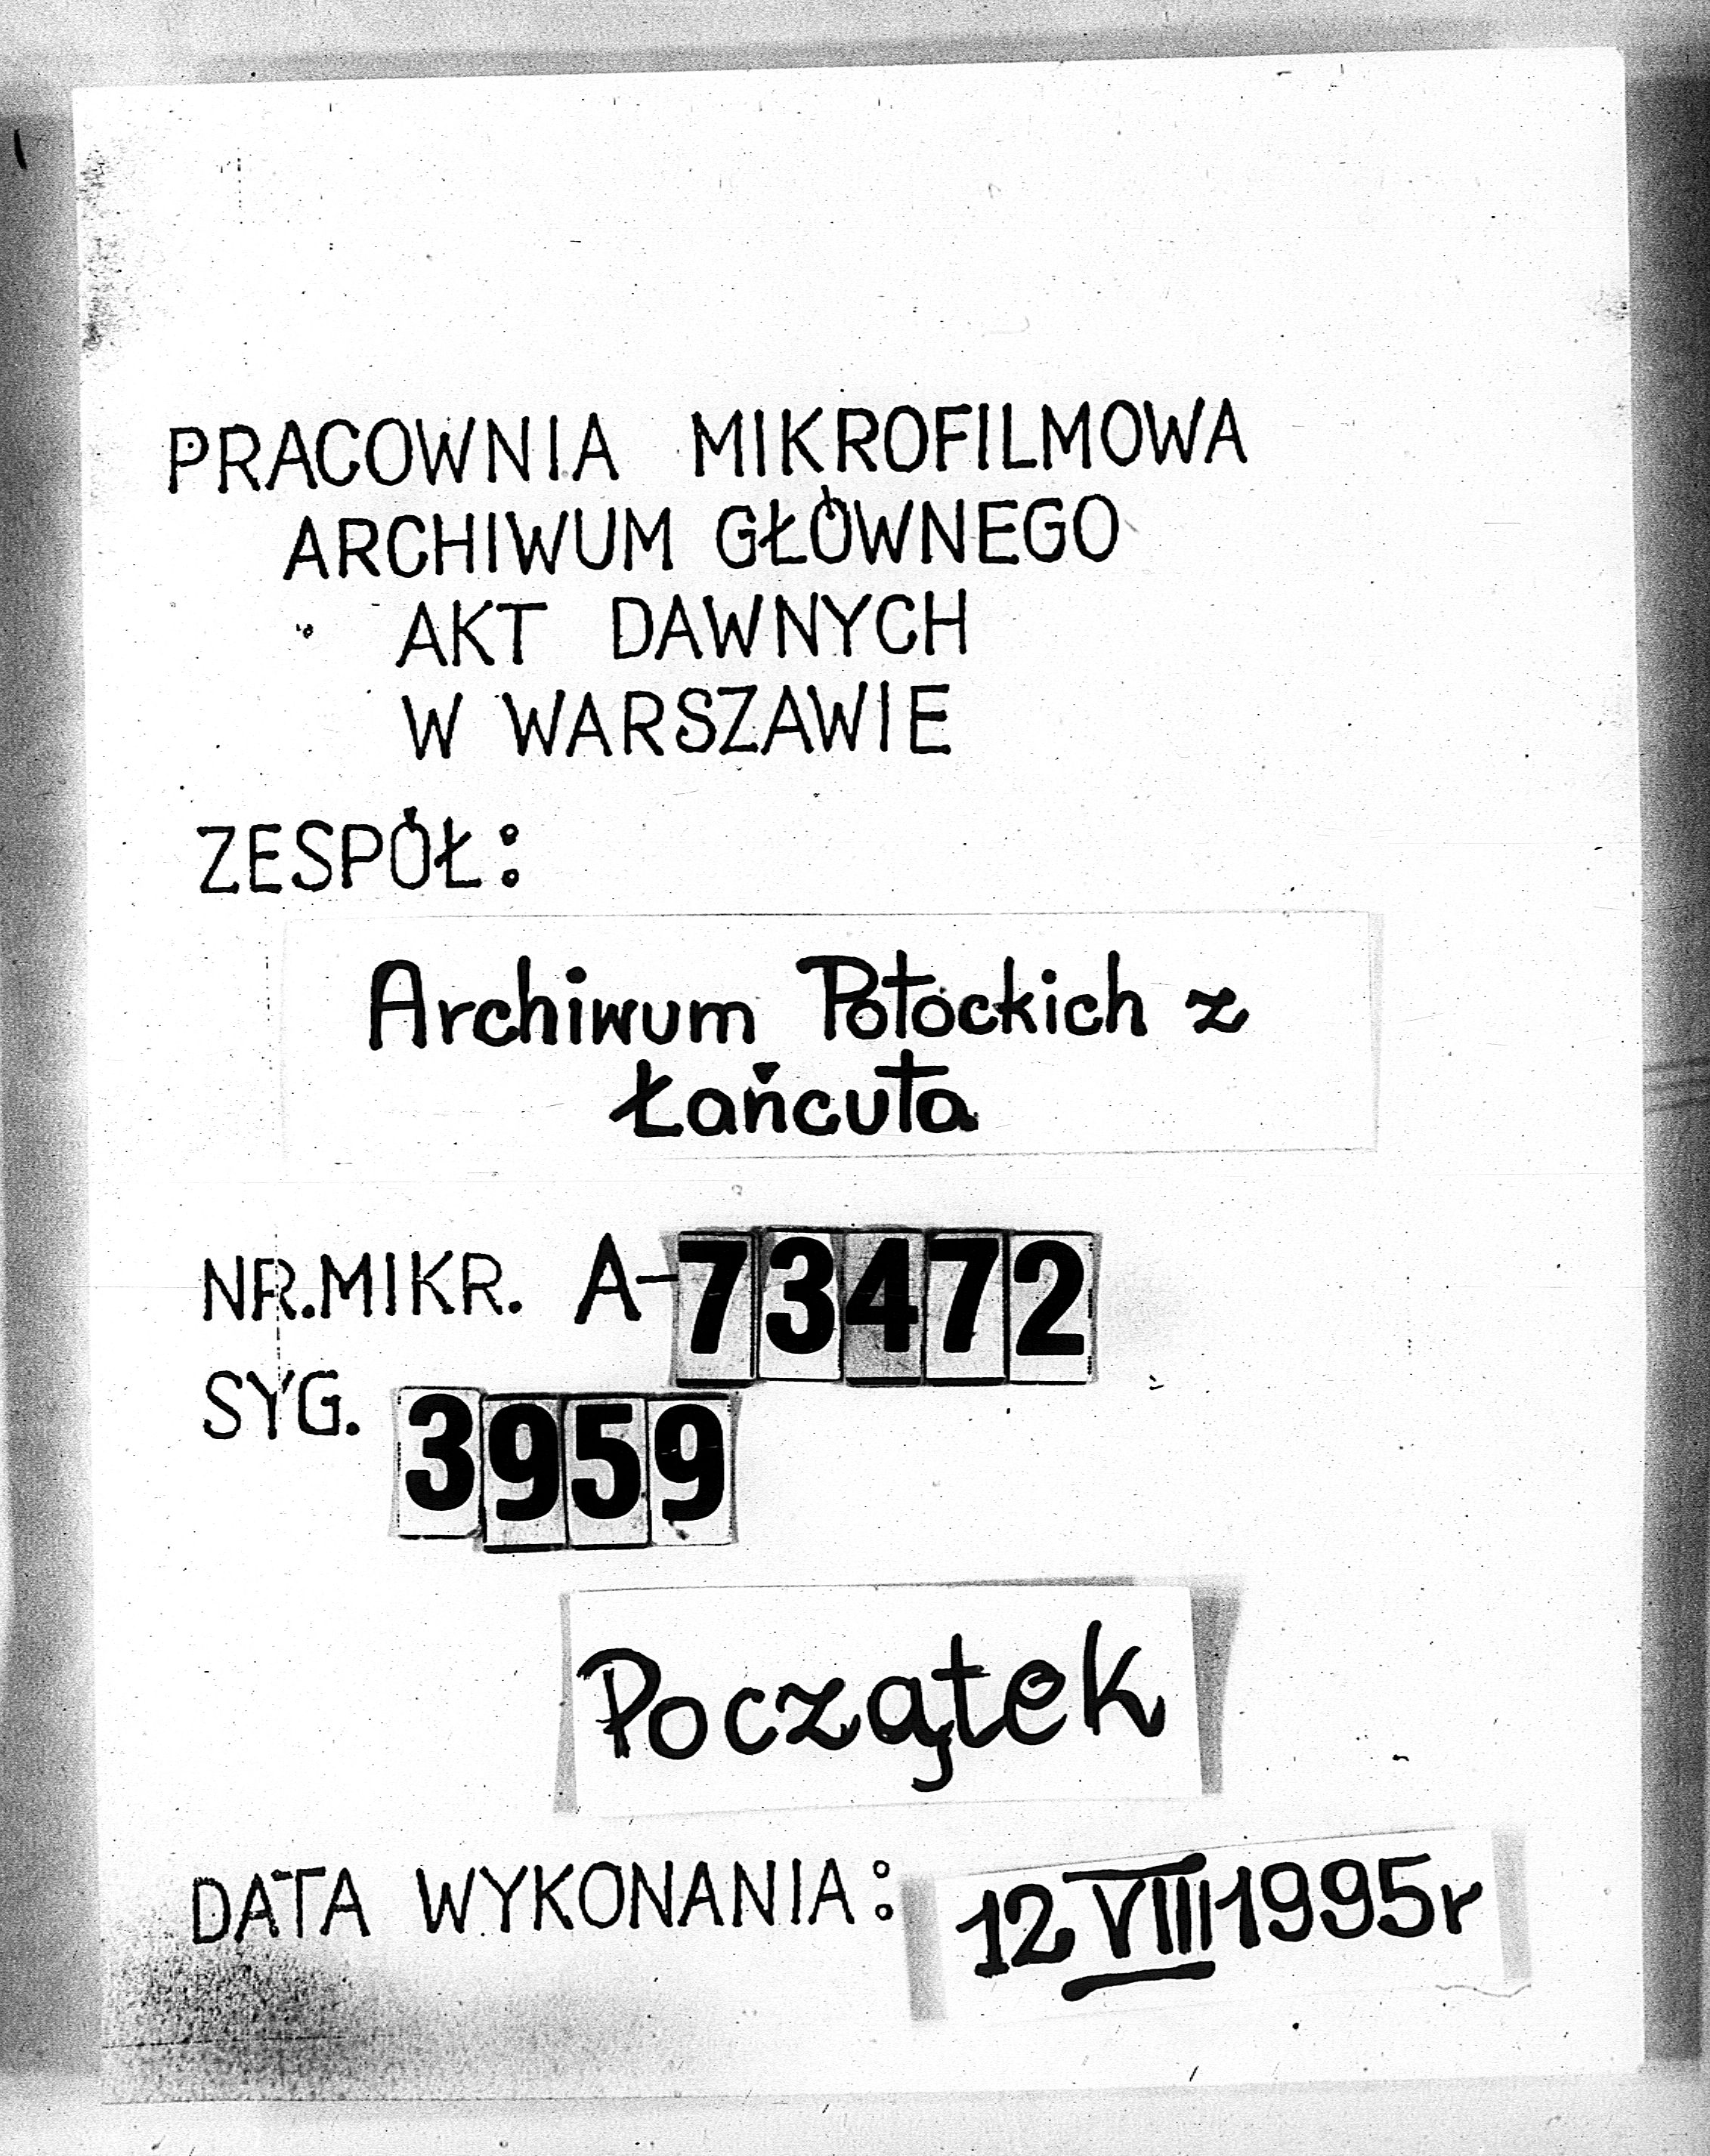 PRACOWNIA MIKROFILMOWA
ARCHIWUM GŁÓWNEGO
AKT DAWNYCH
W WARSZAWIE
ZESPÓŁ:
Archiwum Potockich z
Łańcuta
NR.MIKR. A-73472
SYG. 3959
Początek
DATA WYKONANIA: 12 VIII 1995r